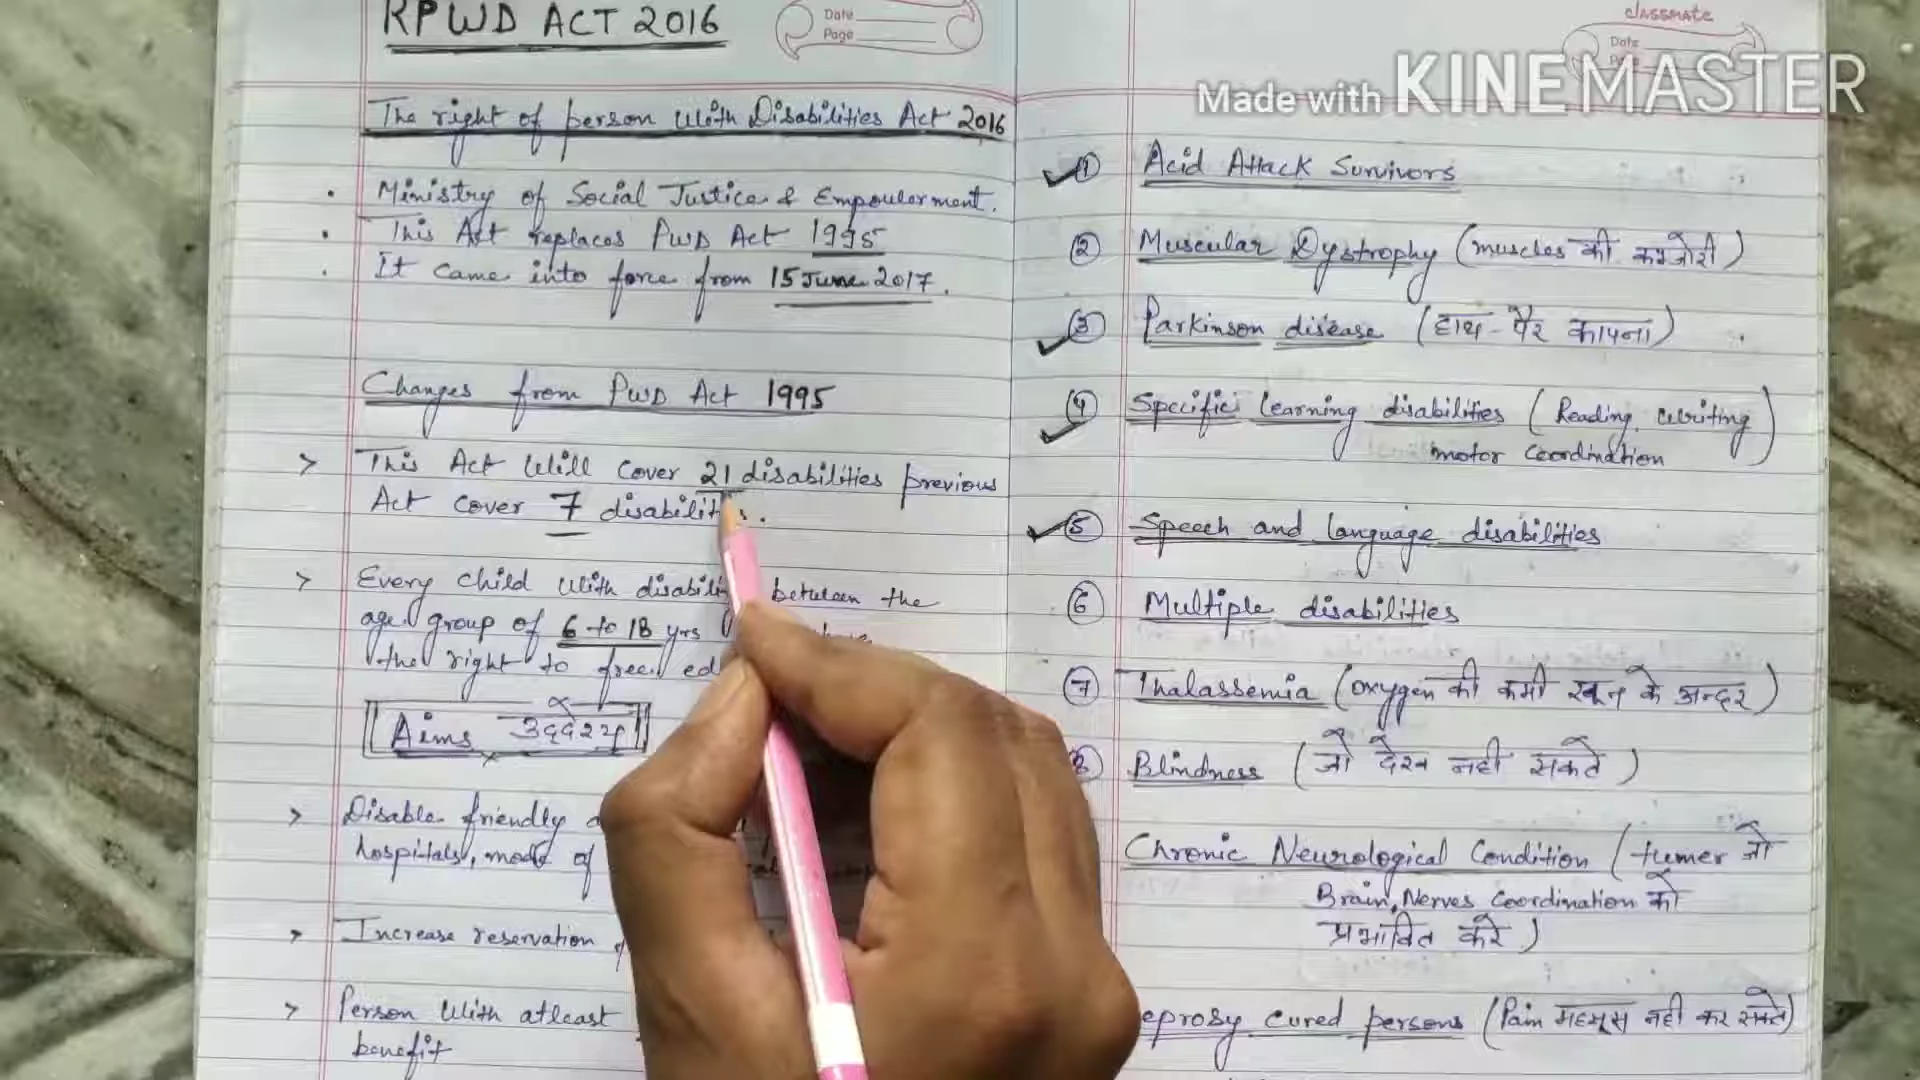 RPWD ACT 2016
Date
Page
The right of person with Disabilities Act 2016
• Ministry of Social Justice & Empowerment.
• This Act replaces PwD Act 1995
• It came into force from 15 June 2017.
Changes from PwD Act 1995
> This Act will cover 21 disabilities previous
Act cover 7
> Every child with between the
age group of 6 to 18 yrs
the right to free
Aims उद्देश्य
> Disable friendly
hospitals, mode of
> Increase reservation
> Person with atleast
benefit
classmate
Date
Made with KINEMASTER
① Acid Attack Survivors
② Muscular Dystrophy (muscles की कमजोरी)
③ Parkinson disease (हाथ - पैर कापना)
④ Specific learning disabilities (Reading, writing)
motor coordination
⑤ Speech and language disabilities
⑥ Multiple disabilities
⑦ Thalassemia (oxygen की कमी खून के अन्दर)
⑧ Blindness (जो देख नही सकते)
Chronic Neurological Condition (tumer जो
Brain, Nerves Coordination को
प्रभावित करे)
eprosy cured persons (Pain महसूस नही कर सकते)